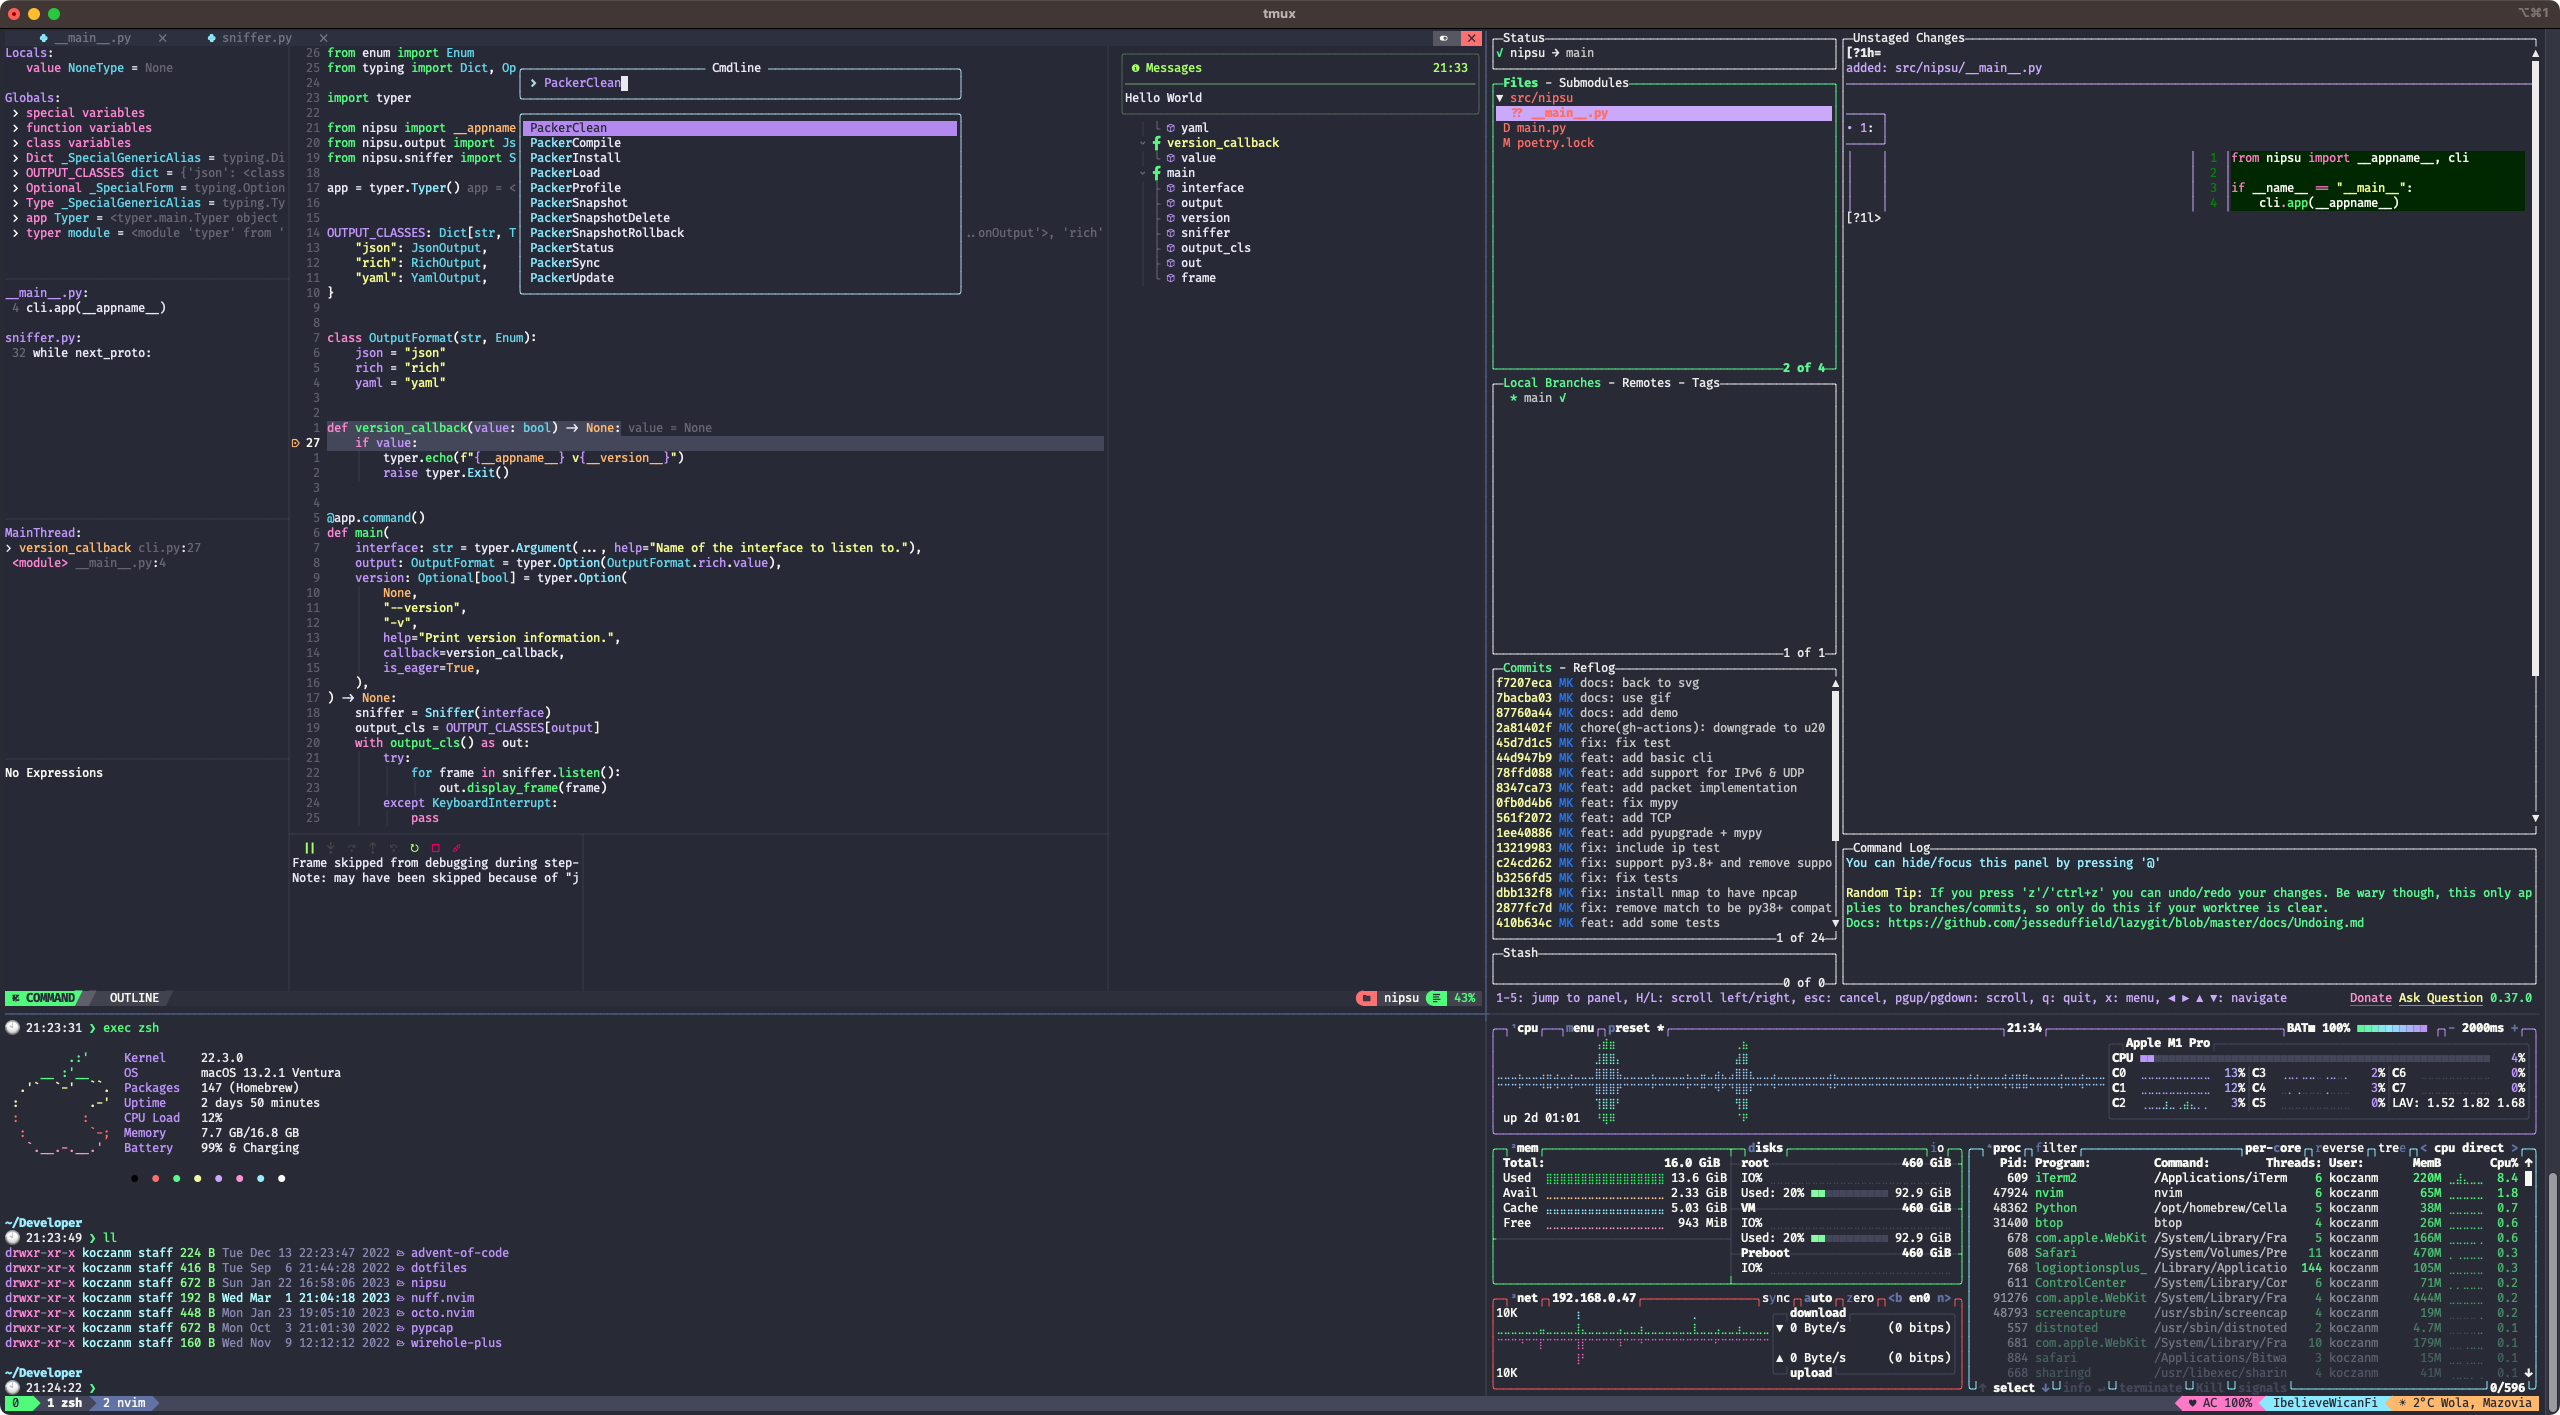 tmux
⌥⌘1
__main__.py ✕ sniffer.py ✕
Locals:
value NoneType = None
Globals:
> special variables
> function variables
> class variables
> Dict _SpecialGenericAlias = typing.Di
> OUTPUT_CLASSES dict = {'json': <class
> Optional _SpecialForm = typing.Option
> Type _SpecialGenericAlias = typing.Ty
> app Typer = <typer.main.Typer object
> typer module = <module 'typer' from '
__main__.py:
4 cli.app(__appname__)
sniffer.py:
32 while next_proto:
MainThread:
> version_callback cli.py:27
<module> __main__.py:4
No Expressions
26 from enum import Enum
25 from typing import Dict, Op
24
23 import typer
22
21 from nipsu import __appname
20 from nipsu.output import Js
19 from nipsu.sniffer import S
18
17 app = typer.Typer() app = <
16
15
14 OUTPUT_CLASSES: Dict[str, T ..onOutput'>, 'rich'
13 "json": JsonOutput,
12 "rich": RichOutput,
11 "yaml": YamlOutput,
10 }
9
8
7 class OutputFormat(str, Enum):
6 json = "json"
5 rich = "rich"
4 yaml = "yaml"
3
2
1 def version_callback(value: bool) -> None: value = None
27 if value:
1 typer.echo(f"{__appname__} v{__version__}")
2 raise typer.Exit()
3
4
5 @app.command()
6 def main(
7 interface: str = typer.Argument(..., help="Name of the interface to listen to."),
8 output: OutputFormat = typer.Option(OutputFormat.rich.value),
9 version: Optional[bool] = typer.Option(
10 None,
11 "--version",
12 "-v",
13 help="Print version information.",
14 callback=version_callback,
15 is_eager=True,
16 ),
17 ) -> None:
18 sniffer = Sniffer(interface)
19 output_cls = OUTPUT_CLASSES[output]
20 with output_cls() as out:
21 try:
22 for frame in sniffer.listen():
23 out.display_frame(frame)
24 except KeyboardInterrupt:
25 pass
Cmdline
> PackerClean
PackerClean
PackerCompile
PackerInstall
PackerLoad
PackerProfile
PackerSnapshot
PackerSnapshotDelete
PackerSnapshotRollback
PackerStatus
PackerSync
PackerUpdate
Frame skipped from debugging during step-
Note: may have been skipped because of "j
Messages 21:33
Hello World
yaml
version_callback
value
main
interface
output
version
sniffer
output_cls
out
frame
COMMAND OUTLINE nipsu 43%
Status
✓ nipsu → main
Files - Submodules
▼ src/nipsu
?? __main__.py
D main.py
M poetry.lock
2 of 4
Local Branches - Remotes - Tags
* main ✓
1 of 1
Commits - Reflog
f7207eca MK docs: back to svg
7bacba03 MK docs: use gif
87760a44 MK docs: add demo
2a81402f MK chore(gh-actions): downgrade to u20
45d7d1c5 MK fix: fix test
44d947b9 MK feat: add basic cli
78ffd088 MK feat: add support for IPv6 & UDP
8347ca73 MK feat: add packet implementation
0fb0d4b6 MK feat: fix mypy
561f2072 MK feat: add TCP
1ee40886 MK feat: add pyupgrade + mypy
13219983 MK fix: include ip test
c24cd262 MK fix: support py3.8+ and remove suppo
b3256fd5 MK fix: fix tests
dbb132f8 MK fix: install nmap to have npcap
2877fc7d MK fix: remove match to be py38+ compat
410b634c MK feat: add some tests
1 of 24
Stash
0 of 0
Unstaged Changes
[?1h=
added: src/nipsu/__main__.py
• 1:
1 from nipsu import __appname__, cli
2
3 if __name__ == "__main__":
4 cli.app(__appname__)
[?1l>
Command Log
You can hide/focus this panel by pressing '@'
Random Tip: If you press 'z'/'ctrl+z' you can undo/redo your changes. Be wary though, this only ap
plies to branches/commits, so only do this if your worktree is clear.
Docs: https://github.com/jesseduffield/lazygit/blob/master/docs/Undoing.md
1-5: jump to panel, H/L: scroll left/right, esc: cancel, pgup/pgdown: scroll, q: quit, x: menu, ◀ ▶ ▲ ▼: navigate Donate Ask Question 0.37.0
21:23:31 ❯ exec zsh
Kernel 22.3.0
OS macOS 13.2.1 Ventura
Packages 147 (Homebrew)
Uptime 2 days 50 minutes
CPU Load 12%
Memory 7.7 GB/16.8 GB
Battery 99% & Charging
~/Developer
21:23:49 ❯ ll
drwxr-xr-x koczanm staff 224 B Tue Dec 13 22:23:47 2022 advent-of-code
drwxr-xr-x koczanm staff 416 B Tue Sep 6 21:44:28 2022 dotfiles
drwxr-xr-x koczanm staff 672 B Sun Jan 22 16:58:06 2023 nipsu
drwxr-xr-x koczanm staff 192 B Wed Mar 1 21:04:18 2023 nuff.nvim
drwxr-xr-x koczanm staff 448 B Mon Jan 23 19:05:10 2023 octo.nvim
drwxr-xr-x koczanm staff 672 B Mon Oct 3 21:01:30 2022 pypcap
drwxr-xr-x koczanm staff 160 B Wed Nov 9 12:12:12 2022 wirehole-plus
~/Developer
21:24:22 ❯
¹cpu menu preset * 21:34 BAT■ 100% - 2000ms +
Apple M1 Pro
CPU 4%
C0 13% C3 2% C6 0%
C1 12% C4 3% C7 0%
C2 3% C5 0% LAV: 1.52 1.82 1.68
up 2d 01:01
²mem disks io
Total: 16.0 GiB
Used 13.6 GiB
Avail 2.33 GiB
Cache 5.03 GiB
Free 943 MiB
root 460 GiB
IO%
Used: 20% 92.9 GiB
VM 460 GiB
IO%
Used: 20% 92.9 GiB
Preboot 460 GiB
IO%
³net 192.168.0.47 sync auto zero <b en0 n>
10K
download
▼ 0 Byte/s (0 bitps)
▲ 0 Byte/s (0 bitps)
upload
10K
⁴proc filter per-core reverse tree < cpu direct >
Pid: Program: Command: Threads: User: MemB Cpu% ↑
609 iTerm2 /Applications/iTerm 6 koczanm 220M 8.4
47924 nvim nvim 6 koczanm 65M 1.8
48362 Python /opt/homebrew/Cella 5 koczanm 38M 0.7
31400 btop btop 4 koczanm 26M 0.6
678 com.apple.WebKit /System/Library/Fra 5 koczanm 166M 0.6
608 Safari /System/Volumes/Pre 11 koczanm 470M 0.3
768 logioptionsplus_ /Library/Applicatio 144 koczanm 105M 0.3
611 ControlCenter /System/Library/Cor 6 koczanm 71M 0.2
91276 com.apple.WebKit /System/Library/Fra 4 koczanm 444M 0.2
48793 screencapture /usr/sbin/screencap 4 koczanm 19M 0.2
557 distnoted /usr/sbin/distnoted 2 koczanm 4.7M 0.1
681 com.apple.WebKit /System/Library/Fra 10 koczanm 179M 0.1
884 safari /Applications/Bitwa 3 koczanm 15M 0.1
668 sharingd /usr/libexec/sharin 4 koczanm 41M 0.1
↑ select ↓ info ↵ terminate Kill signals 0/596
0 1 zsh 2 nvim
♥ AC 100% IbelieveWicanFi ☀ 2°C Wola, Mazovia